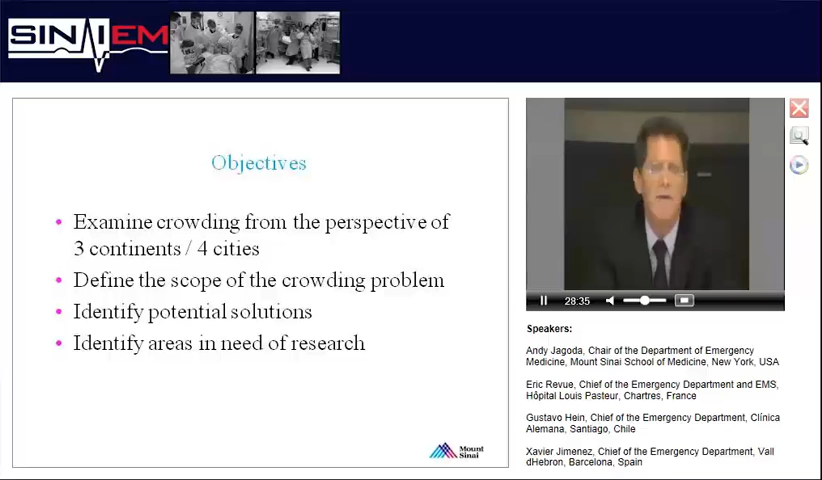 SINAIEM
Objectives
• Examine crowding from the perspective of
3 continents / 4 cities
• Define the scope of the crowding problem
• Identify potential solutions
• Identify areas in need of research
Mount
Sinai
28:35
Speakers:
Andy Jagoda, Chair of the Department of Emergency
Medicine, Mount Sinai School of Medicine, New York, USA
Eric Revue, Chief of the Emergency Department and EMS,
Hôpital Louis Pasteur, Chartres, France
Gustavo Hein, Chief of the Emergency Department, Clínica
Alemana, Santiago, Chile
Xavier Jimenez, Chief of the Emergency Department, Vall
dHebron, Barcelona, Spain